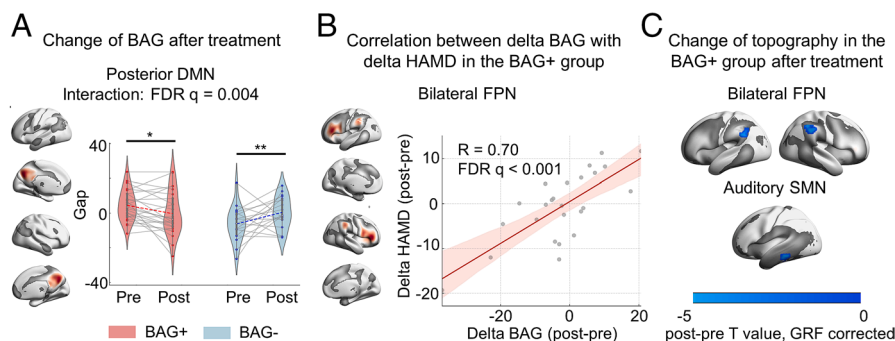 A
Change of BAG after treatment
Posterior DMN
Interaction: FDR q = 0.004
Gap
40
0
-40
*
**
Pre
Post
Pre
Post
BAG+
BAG-
B
Correlation between delta BAG with
delta HAMD in the BAG+ group
Bilateral FPN
R = 0.70
FDR q < 0.001
Delta HAMD (post-pre)
10
0
-10
-20
-20
0
20
Delta BAG (post-pre)
C
Change of topography in the
BAG+ group after treatment
Bilateral FPN
Auditory SMN
-5
0
post-pre T value, GRF corrected